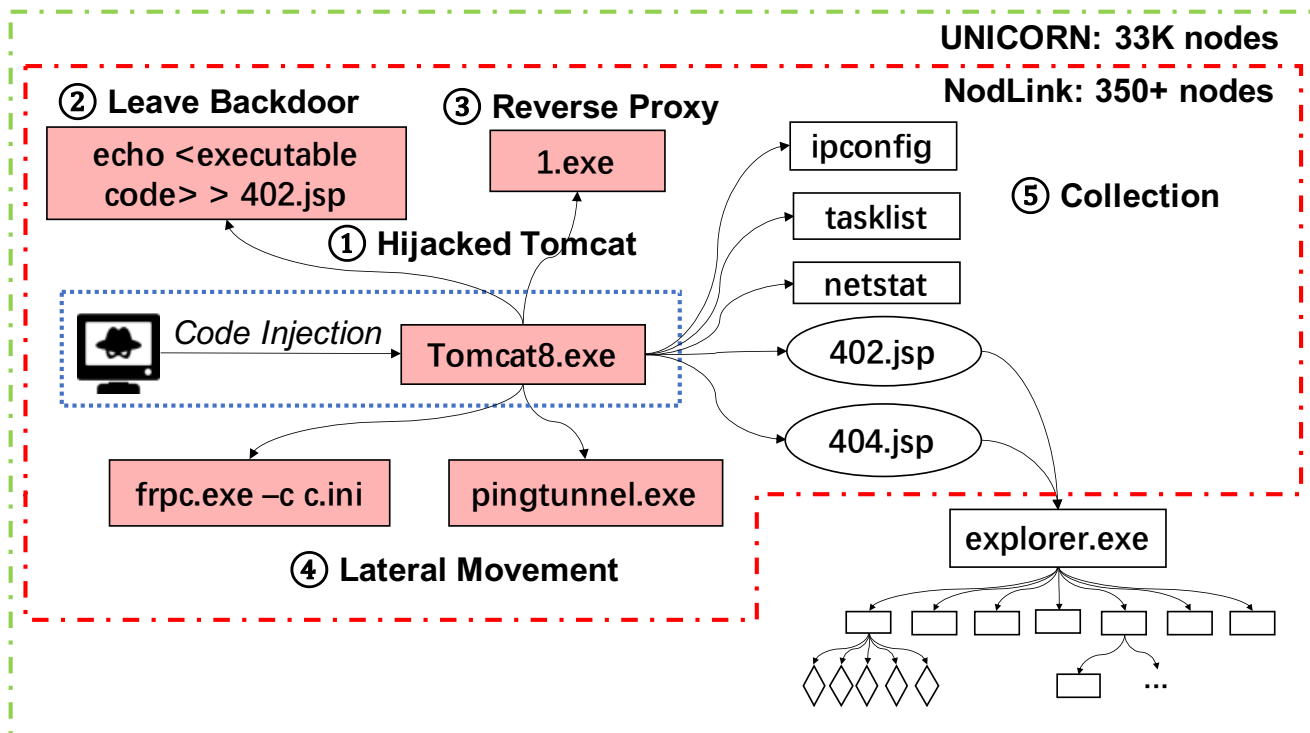 UNICORN: 33K nodes
NodLink: 350+ nodes
② Leave Backdoor
echo <executable
code> > 402.jsp
③ Reverse Proxy
1.exe
ipconfig
⑤ Collection
tasklist
① Hijacked Tomcat
netstat
Code Injection
Tomcat8.exe
402.jsp
404.jsp
frpc.exe –c c.ini
pingtunnel.exe
④ Lateral Movement
explorer.exe
...